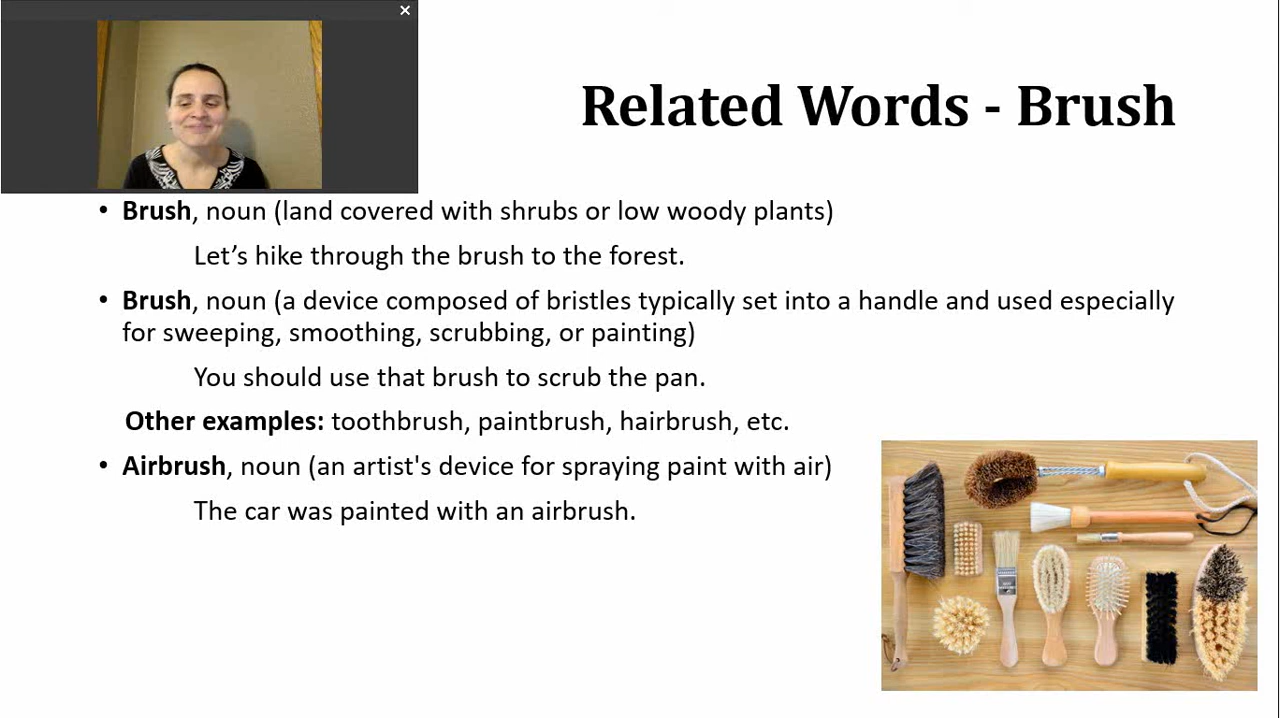 Related Words - Brush
• Brush, noun (land covered with shrubs or low woody plants)
Let’s hike through the brush to the forest.
• Brush, noun (a device composed of bristles typically set into a handle and used especially
for sweeping, smoothing, scrubbing, or painting)
You should use that brush to scrub the pan.
Other examples: toothbrush, paintbrush, hairbrush, etc.
• Airbrush, noun (an artist's device for spraying paint with air)
The car was painted with an airbrush.